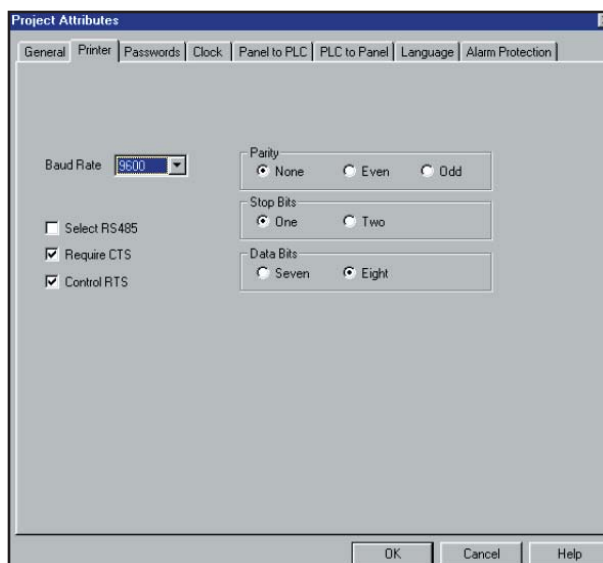 Project Attributes
General Printer Passwords Clock Panel to PLC PLC to Panel Language Alarm Protection
Baud Rate 9600
Parity
None Even Odd
Stop Bits
One Two
Select RS485
Require CTS
Control RTS
Data Bits
Seven Eight
OK Cancel Help